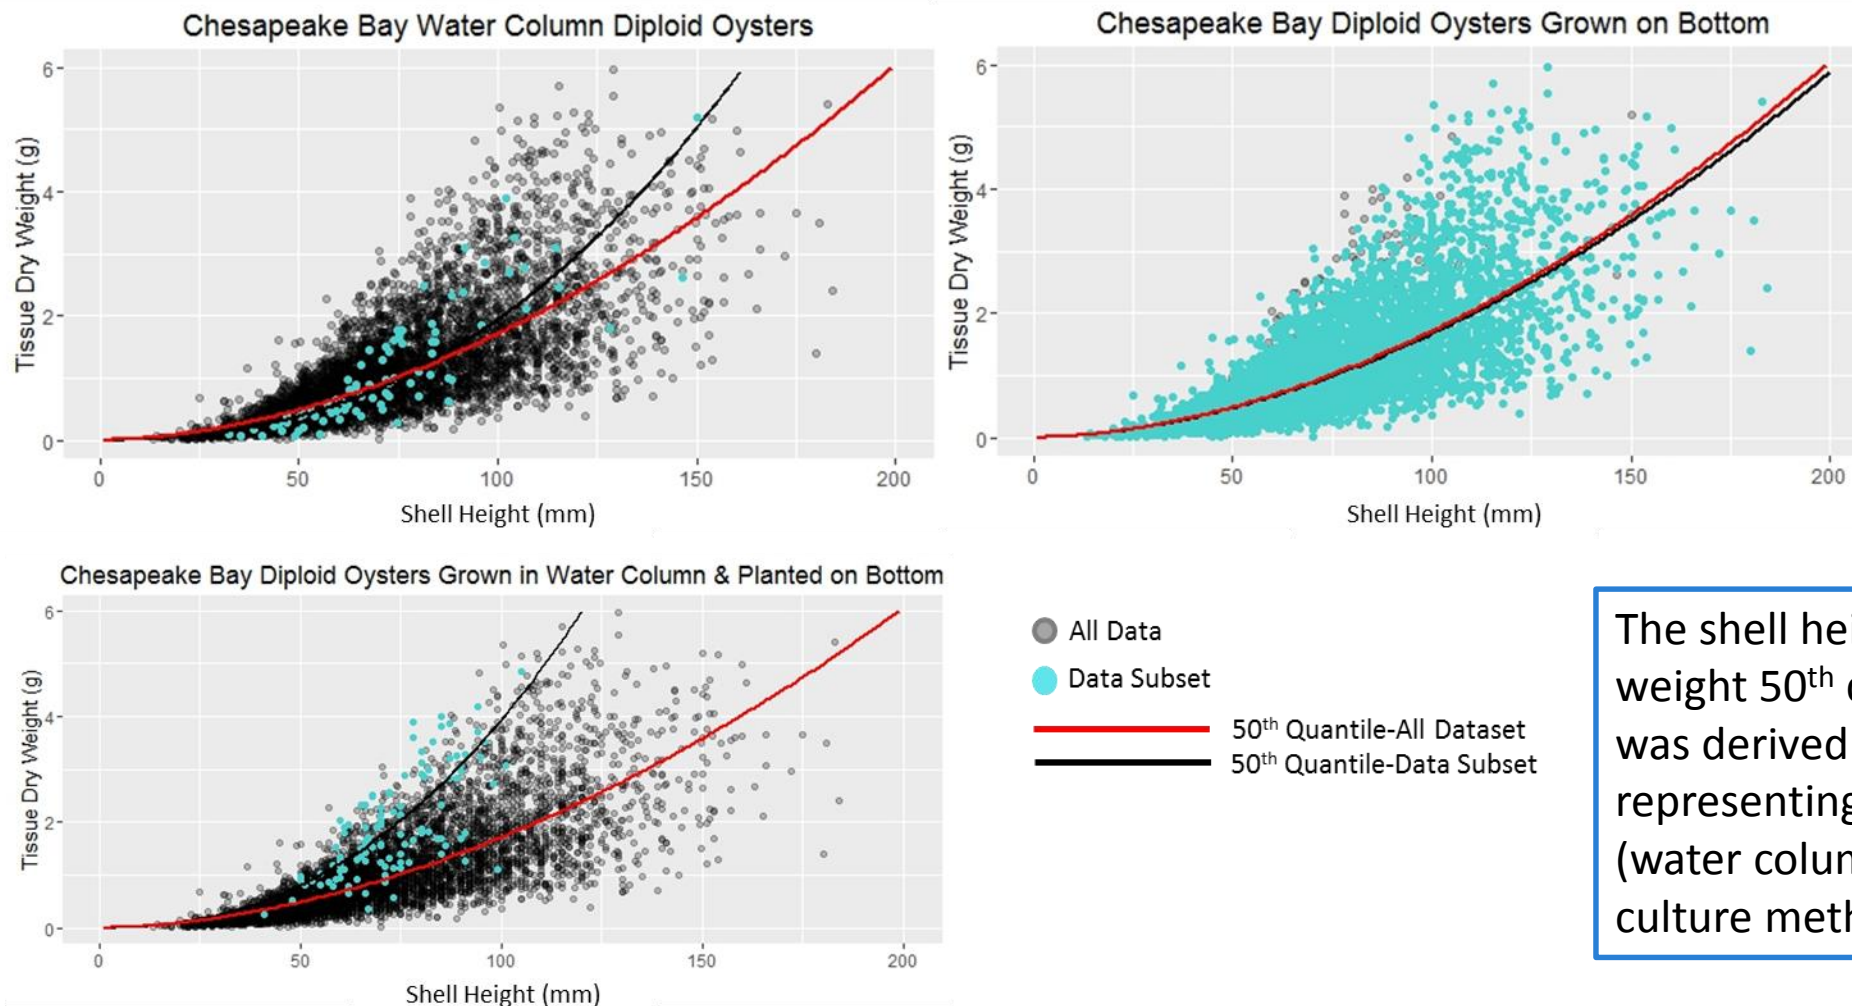 Chesapeake Bay Water Column Diploid Oysters
Tissue Dry Weight (g)
6
4
2
0
0 50 100 150 200
Shell Height (mm)
Chesapeake Bay Diploid Oysters Grown on Bottom
Tissue Dry Weight (g)
6
4
2
0
0 50 100 150 200
Shell Height (mm)
Chesapeake Bay Diploid Oysters Grown in Water Column & Planted on Bottom
Tissue Dry Weight (g)
6
4
2
0
0 50 100 150 200
Shell Height (mm)
All Data
Data Subset
50th Quantile-All Dataset
50th Quantile-Data Subset
The shell
weight 50th
was derived
representing
(water
culture